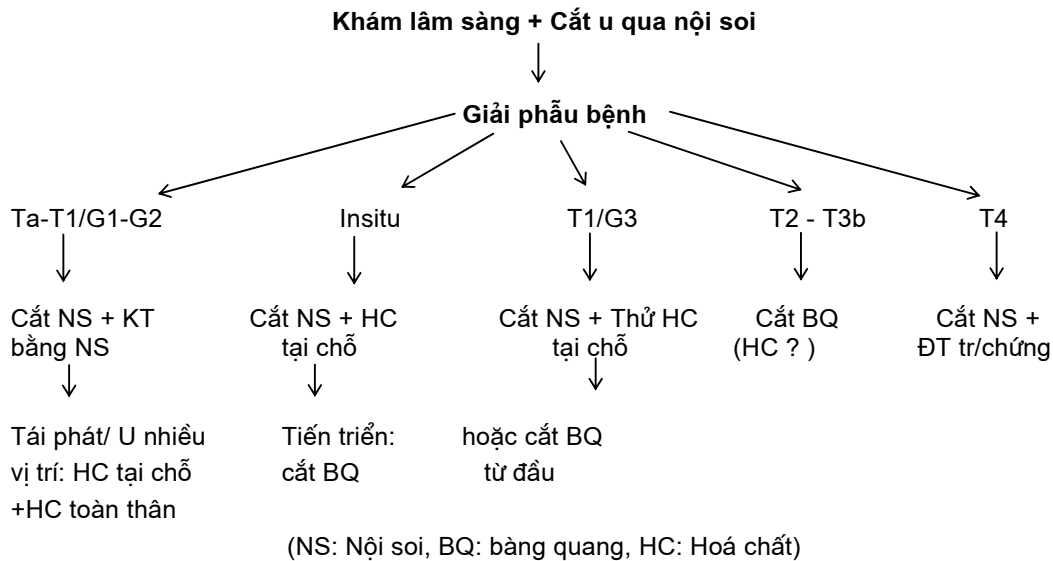 Khám lâm sàng + Cắt u qua nội soi
Giải phẫu bệnh
Ta-T1/G1-G2
Insitu
T1/G3
T2 - T3b
T4
Cắt NS + KT
bằng NS
Cắt NS + HC
tại chỗ
Cắt NS + Thử HC
tại chỗ
Cắt BQ
(HC ? )
Cắt NS +
ĐT tr/chứng
Tái phát/ U nhiều
vị trí: HC tại chỗ
+HC toàn thân
Tiến triển:
cắt BQ
hoặc cắt BQ
từ đầu
(NS: Nội soi, BQ: bàng quang, HC: Hoá chất)